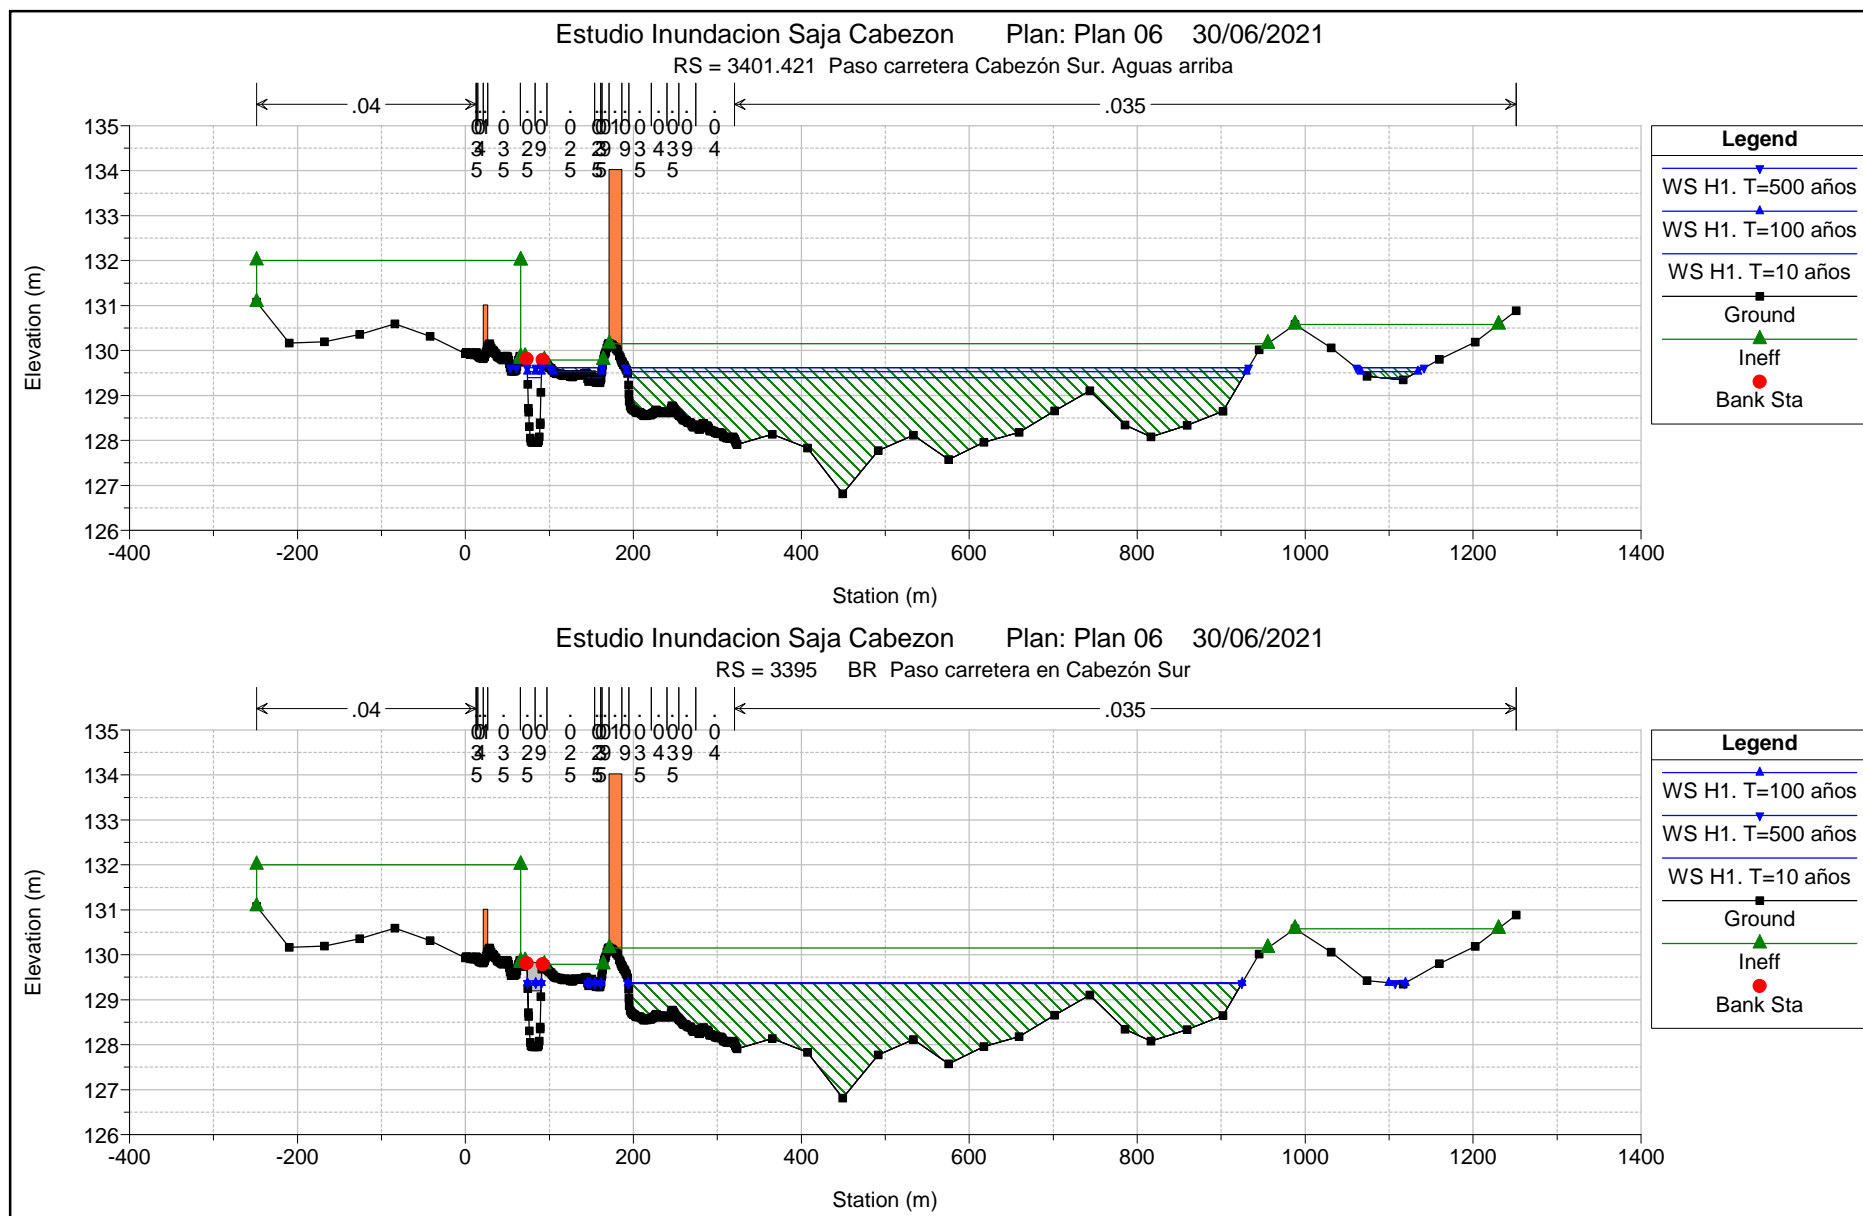 Estudio Inundacion Saja Cabezon Plan: Plan 06 30/06/2021
RS = 3401.421 Paso carretera Cabezón Sur. Aguas arriba
.04
.035
135
134
133
132
131
130
129
128
127
126
Elevation (m)
-400 -200 0 200 400 600 800 1000 1200 1400
Station (m)
Legend
WS H1. T=500 años
WS H1. T=100 años
WS H1. T=10 años
Ground
Ineff
Bank Sta
Estudio Inundacion Saja Cabezon Plan: Plan 06 30/06/2021
RS = 3395 BR Paso carretera en Cabezón Sur
.04
.035
135
134
133
132
131
130
129
128
127
126
Elevation (m)
-400 -200 0 200 400 600 800 1000 1200 1400
Station (m)
Legend
WS H1. T=100 años
WS H1. T=500 años
WS H1. T=10 años
Ground
Ineff
Bank Sta